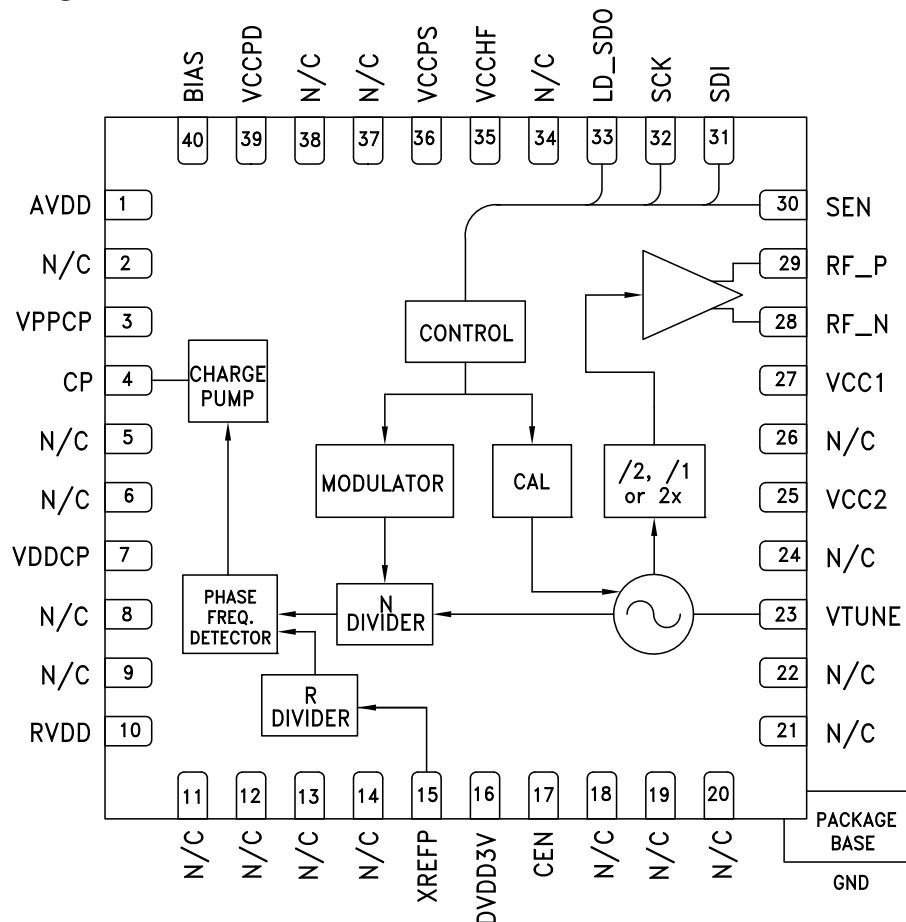 BIAS
VCCPD
N/C
N/C
VCCPS
VCCHF
N/C
LD_SDO
SCK
SDI
40
39
38
37
36
35
34
33
32
31
AVDD 1
N/C 2
VPPCP 3
CP 4
N/C 5
N/C 6
VDDCP 7
N/C 8
N/C 9
RVDD 10
30 SEN
29 RF_P
28 RF_N
27 VCC1
26 N/C
25 VCC2
24 N/C
23 VTUNE
22 N/C
21 N/C
CONTROL
CHARGE
PUMP
MODULATOR
CAL
/2, /1
or 2x
PHASE
FREQ.
DETECTOR
N
DIVIDER
R
DIVIDER
11
12
13
14
15
16
17
18
19
20
N/C
N/C
N/C
N/C
XREFP
DVDD3V
CEN
N/C
N/C
N/C
PACKAGE
BASE
GND